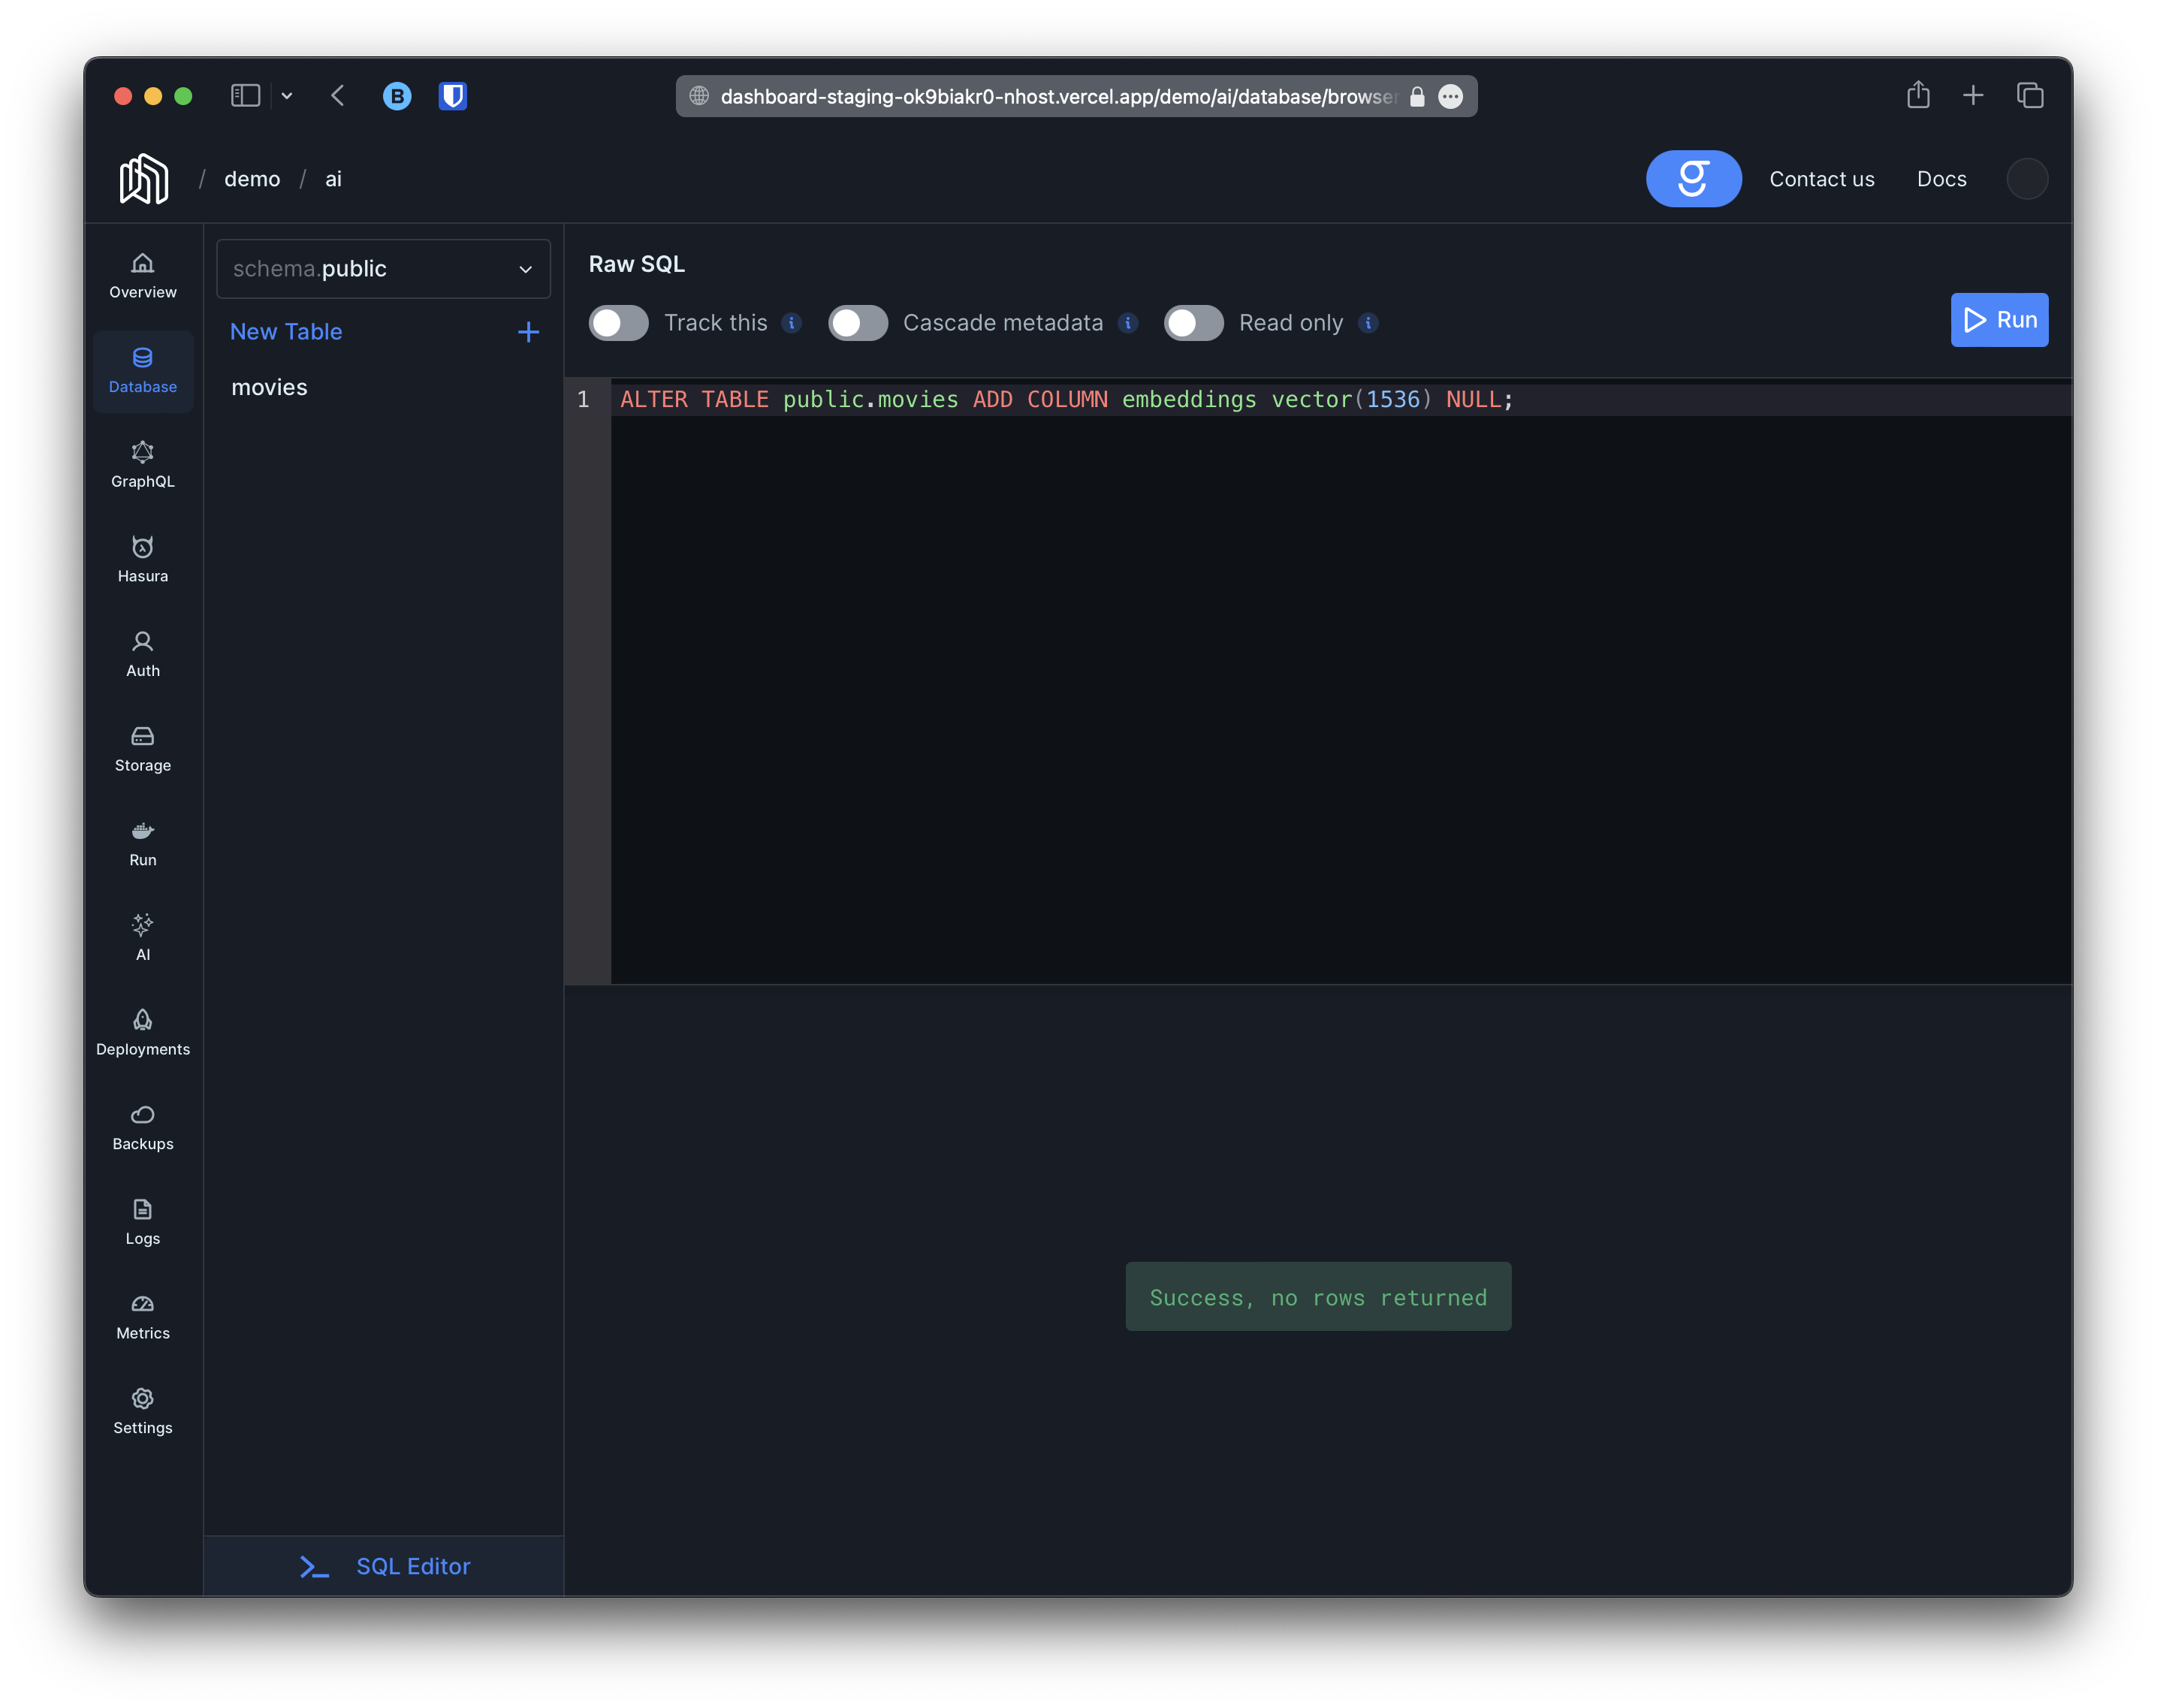 dashboard-staging-ok9biakr0-nhost.vercel.app/demo/ai/database/browser
/ demo / ai
Contact us
Docs
Overview
Database
GraphQL
Hasura
Auth
Storage
Run
AI
Deployments
Backups
Logs
Metrics
Settings
schema.public
New Table
movies
SQL Editor
Raw SQL
Track this
Cascade metadata
Read only
Run
1 ALTER TABLE public.movies ADD COLUMN embeddings vector(1536) NULL;
Success, no rows returned